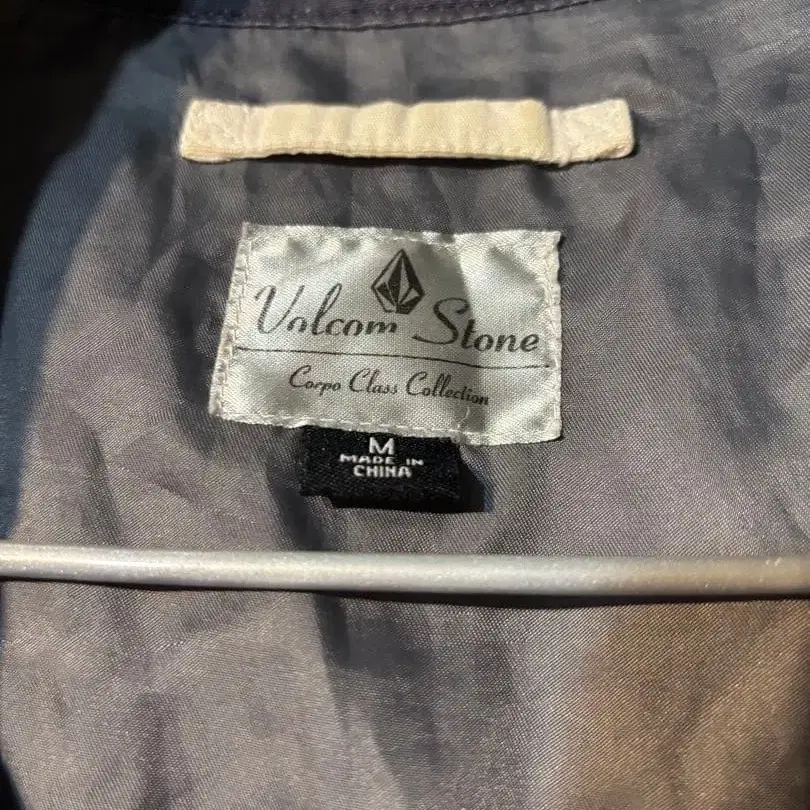 Volcom Stone
Corpo Class Collection
M
MADE IN
CHINA